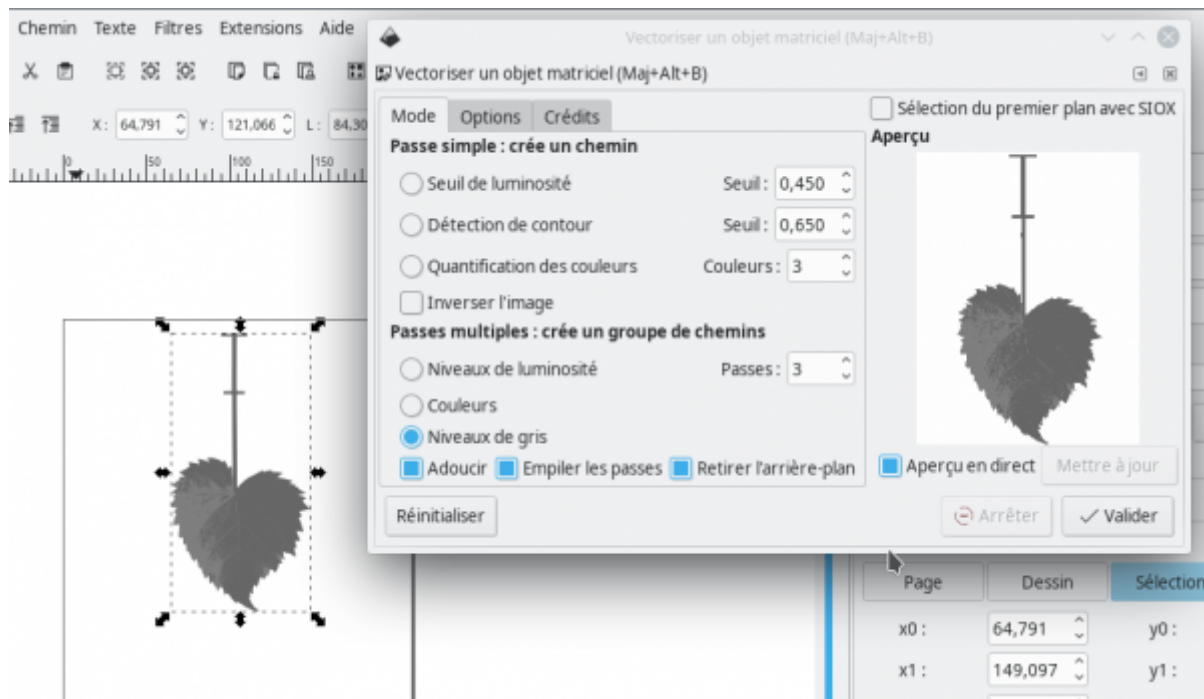 Chemin Texte Filtres Extensions Aide
Vectoriser un objet matriciel (Maj+Alt+B)
Vectoriser un objet matriciel (Maj+Alt+B)
X : 64,791 Y : 121,066 L : 84,30
0 50 100 150
Mode Options Crédits
Sélection du premier plan avec SIOX
Aperçu
Passe simple : crée un chemin
Seuil de luminosité Seuil : 0,450
Détection de contour Seuil : 0,650
Quantification des couleurs Couleurs : 3
Inverser l'image
Passes multiples : crée un groupe de chemins
Niveaux de luminosité Passes : 3
Couleurs
Niveaux de gris
Adoucir Empiler les passes Retirer l'arrière-plan
Aperçu en direct Mettre à jour
Réinitialiser Arrêter Valider
Page Dessin Sélection
x0 : 64,791 y0 :
x1 : 149,097 y1 :